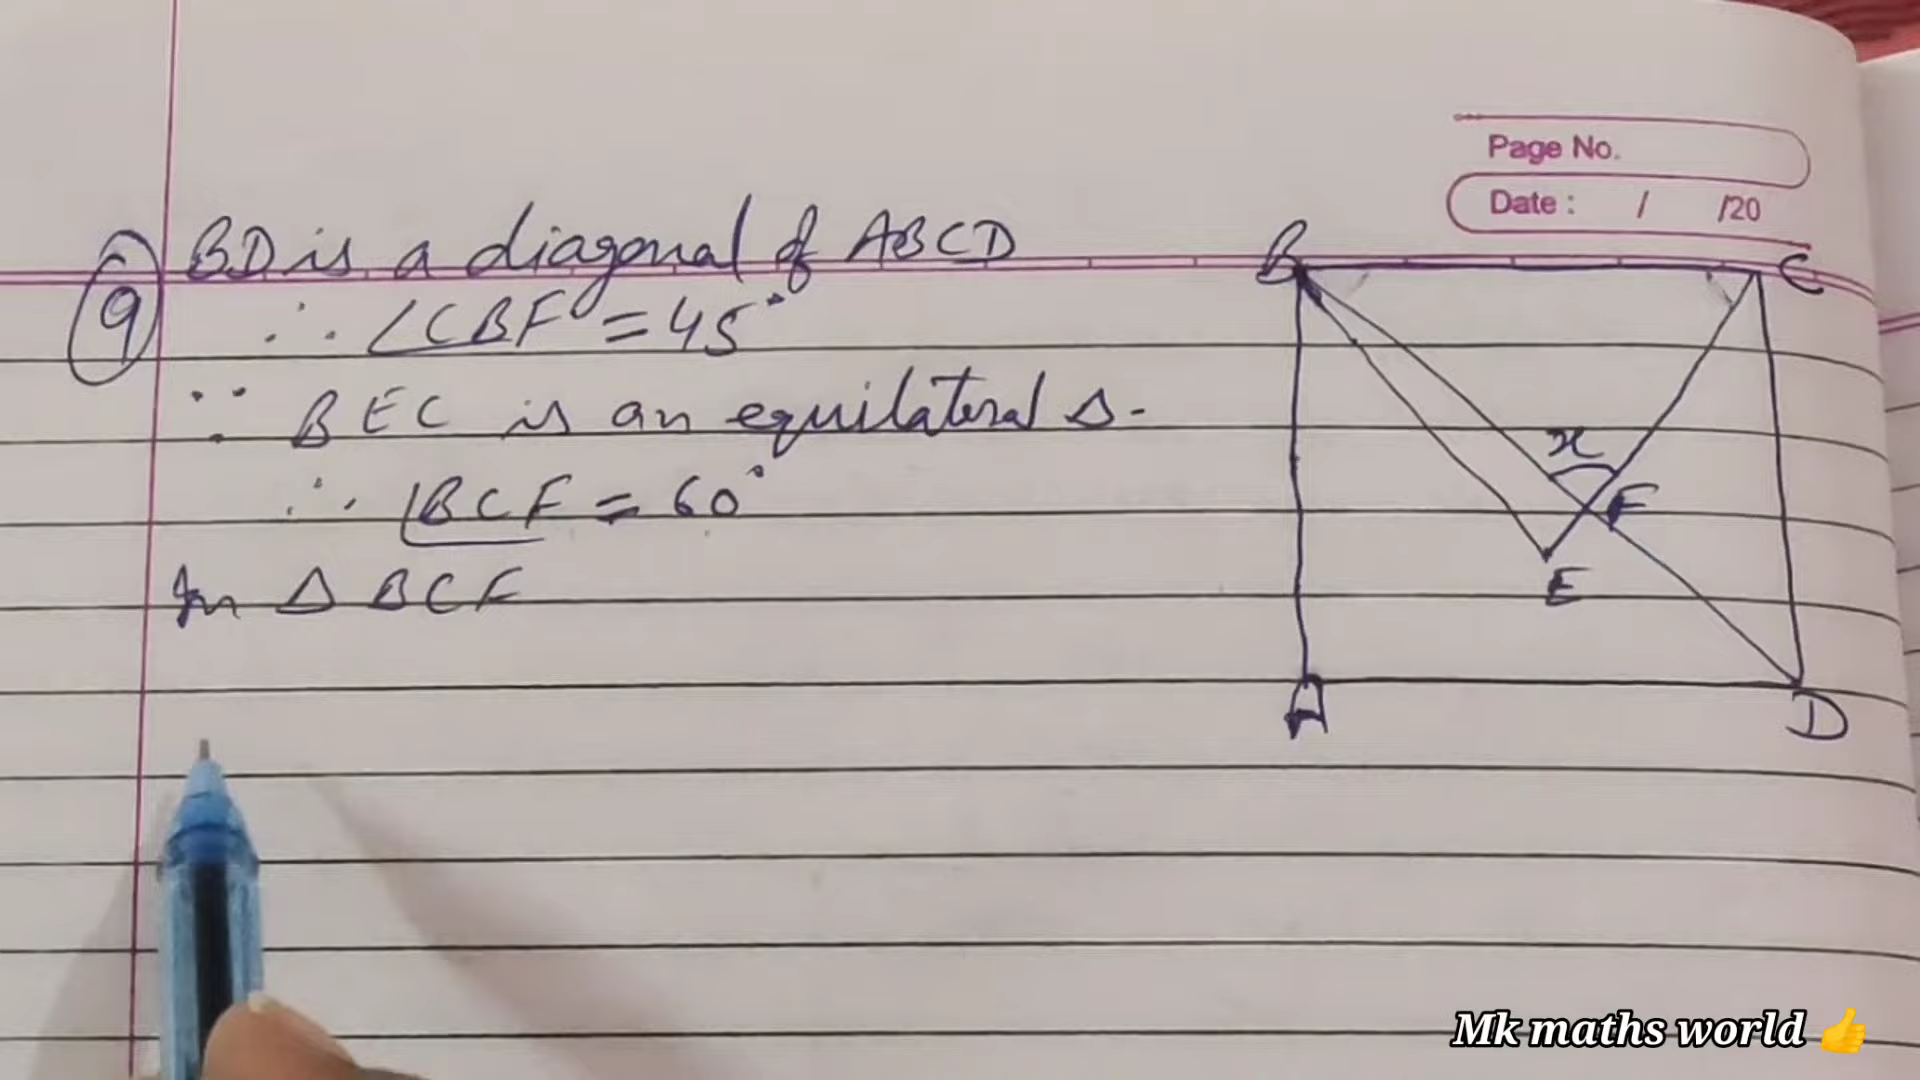 Page No.
Date : / /20
9 BD is a diagonal of ABCD
∴ ∠CBF = 45°
∵ BEC is an equilateral Δ.
∴ ∠BCF = 60°
In Δ BCF
B
C
x
F
E
A
D
Mk maths world 👍